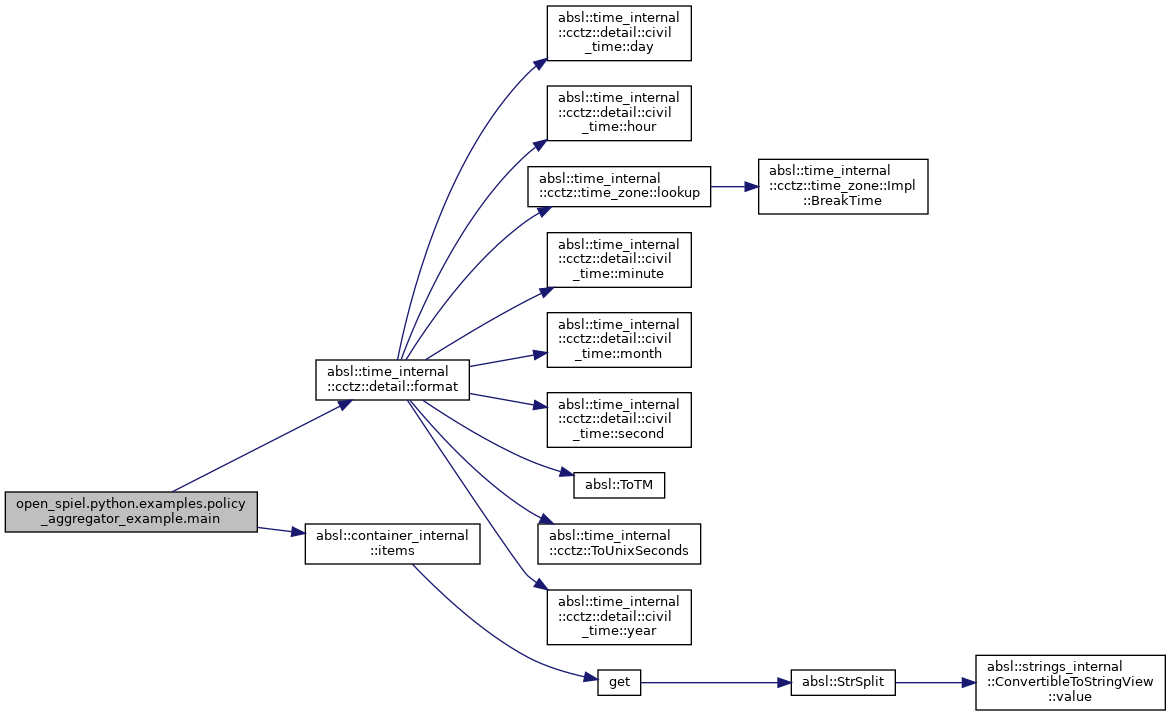 absl::time_internal
::cctz::detail::civil
_time::day
absl::time_internal
::cctz::detail::civil
_time::hour
absl::time_internal
::cctz::time_zone::lookup
absl::time_internal
::cctz::time_zone::Impl
::BreakTime
absl::time_internal
::cctz::detail::civil
_time::minute
absl::time_internal
::cctz::detail::civil
_time::month
absl::time_internal
::cctz::detail::format
absl::time_internal
::cctz::detail::civil
_time::second
absl::ToTM
open_spiel.python.examples.policy
_aggregator_example.main
absl::container_internal
::items
absl::time_internal
::cctz::ToUnixSeconds
absl::time_internal
::cctz::detail::civil
_time::year
get
absl::StrSplit
absl::strings_internal
::ConvertibleToStringView
::value